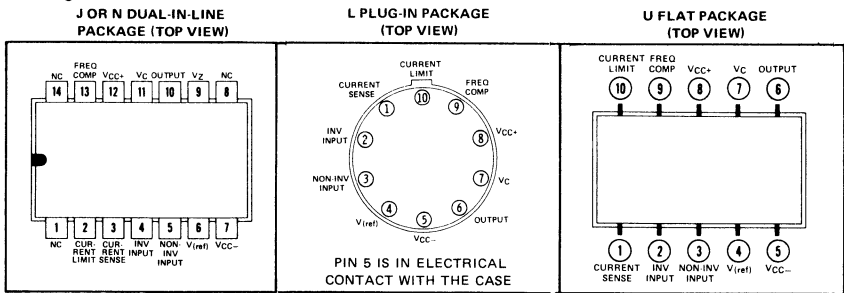 J OR N DUAL-IN-LINE
PACKAGE (TOP VIEW)
NC
FREQ
COMP
VCC+
VC
OUTPUT
VZ
NC
14
13
12
11
10
9
8
1
2
3
4
5
6
7
NC
CUR-
RENT
LIMIT
CUR-
RENT
SENSE
INV
INPUT
NON-
INV
INPUT
V(ref)
VCC–
L PLUG-IN PACKAGE
(TOP VIEW)
CURRENT
LIMIT
CURRENT
SENSE
FREQ
COMP
10
1
9
INV
INPUT
2
8
VCC+
NON-INV
INPUT
3
7
VC
V(ref)
4
5
6
OUTPUT
VCC–
PIN 5 IS IN ELECTRICAL
CONTACT WITH THE CASE
U FLAT PACKAGE
(TOP VIEW)
CURRENT
LIMIT
FREQ
COMP
VCC+
VC
OUTPUT
10
9
8
7
6
1
2
3
4
5
CURRENT
SENSE
INV
INPUT
NON-INV
INPUT
V(ref)
VCC–